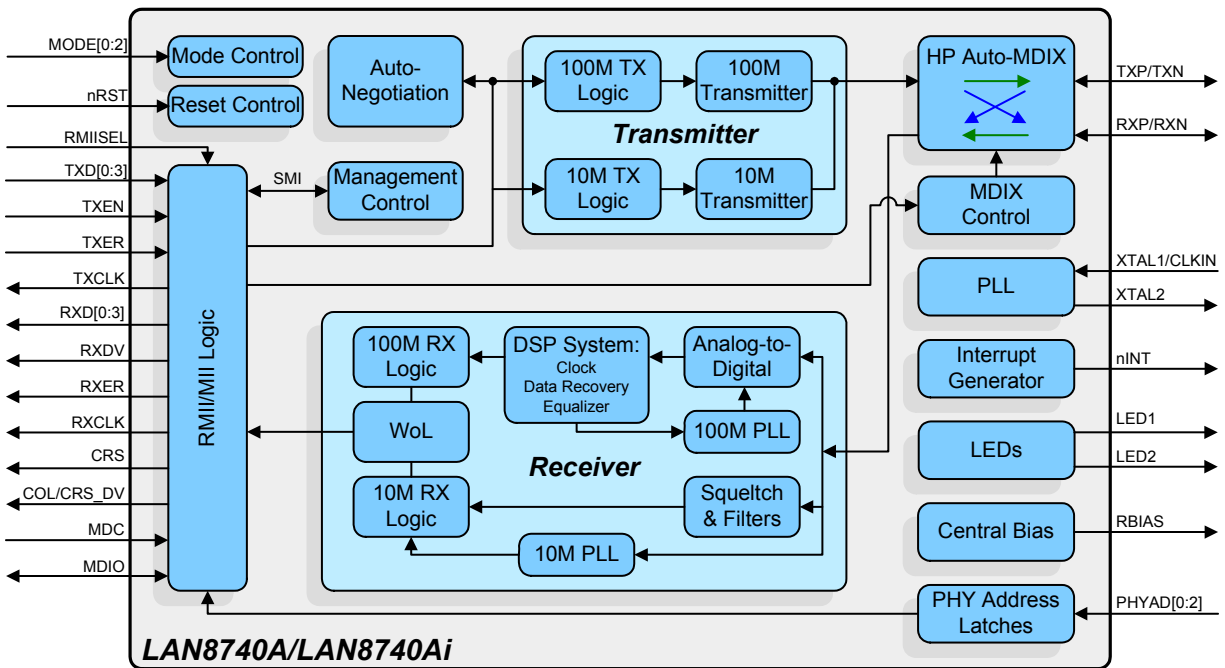 MODE[0:2]
nRST
RMIISEL
TXD[0:3]
TXEN
TXER
TXCLK
RXD[0:3]
RXDV
RXER
RXCLK
CRS
COL/CRS_DV
MDC
MDIO
Mode Control
Reset Control
RMII/MII Logic
Auto-
Negotiation
SMI
Management
Control
100M TX
Logic
100M
Transmitter
Transmitter
10M TX
Logic
10M
Transmitter
HP Auto-MDIX
MDIX
Control
PLL
Interrupt
Generator
LEDs
Central Bias
PHY Address
Latches
100M RX
Logic
DSP System:
Clock
Data Recovery
Equalizer
Analog-to-
Digital
100M PLL
WoL
Receiver
10M RX
Logic
Squeltch
& Filters
10M PLL
TXP/TXN
RXP/RXN
XTAL1/CLKIN
XTAL2
nINT
LED1
LED2
RBIAS
PHYAD[0:2]
LAN8740A/LAN8740Ai